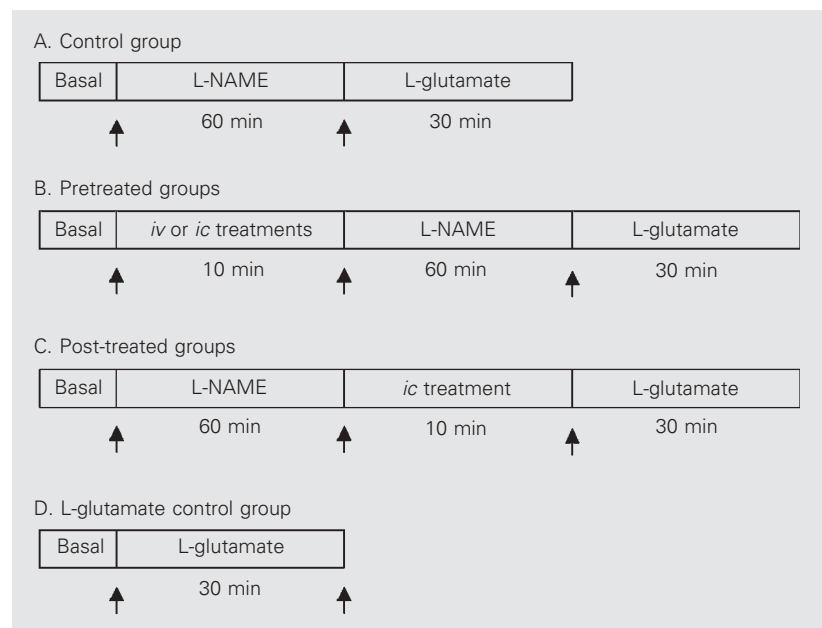 A. Control group
Basal L-NAME L-glutamate
60 min 30 min
B. Pretreated groups
Basal iv or ic treatments L-NAME L-glutamate
10 min 60 min 30 min
C. Post-treated groups
Basal L-NAME ic treatment L-glutamate
60 min 10 min 30 min
D. L-glutamate control group
Basal L-glutamate
30 min